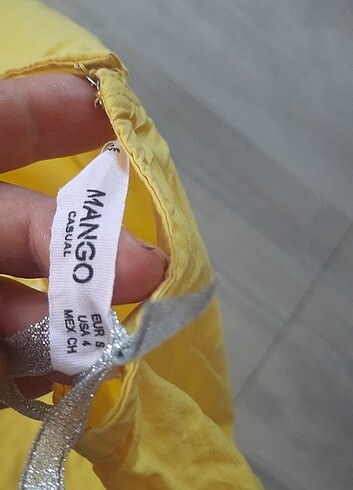 MANGO
CASUAL
EUR S
USA 4
MEX CH